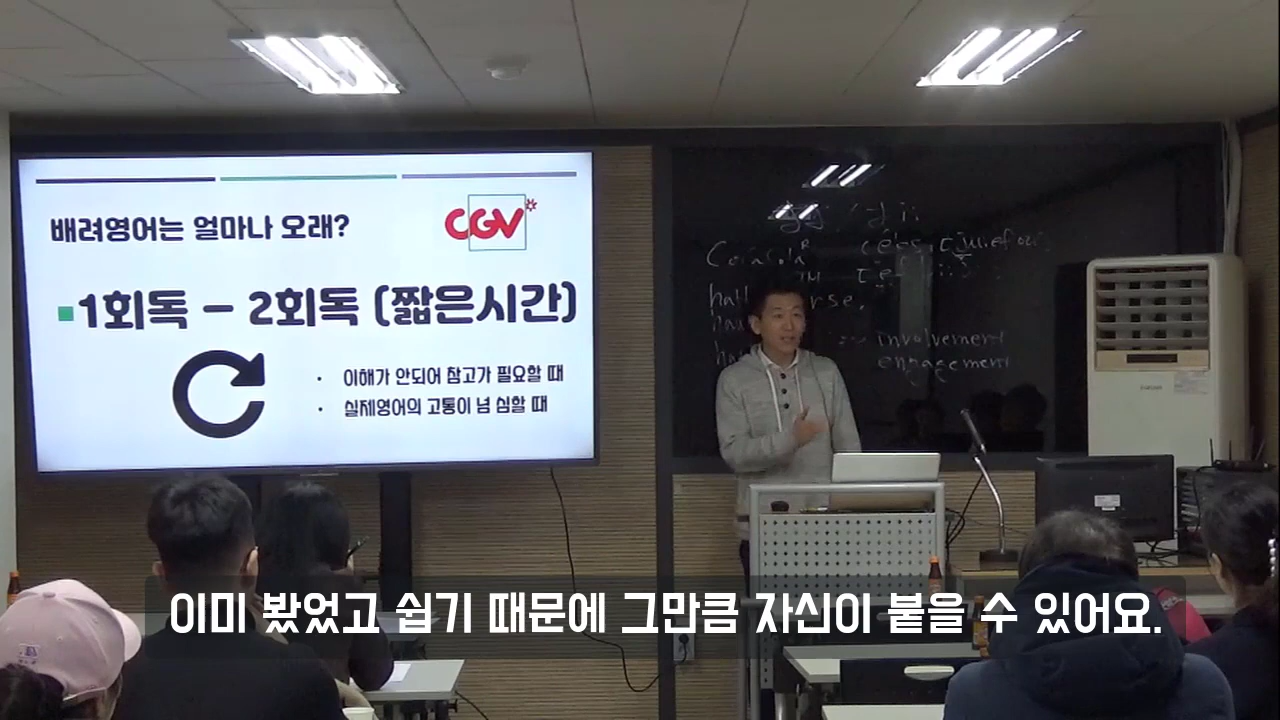 배려영어는 얼마나 오래?
CGV
1회독 - 2회독 (짧은시간)
• 이해가 안되어 참고가 필요할 때
• 실제영어의 고통이 넘 심할 때
involvement
engagement
이미 봤었고 쉽기 때문에 그만큼 자신이 붙을 수 있어요.